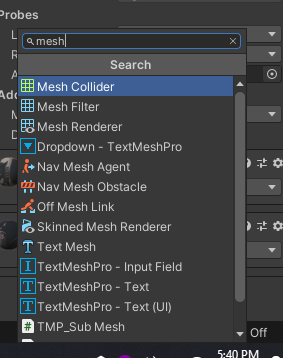 Probes
L
mesh
R
Search
A
Mesh Collider
Add
Mesh Filter
M
Mesh Renderer
D
Dropdown - TextMeshPro
Nav Mesh Agent
Nav Mesh Obstacle
Off Mesh Link
Skinned Mesh Renderer
Text Mesh
TextMeshPro - Input Field
TextMeshPro - Text
TextMeshPro - Text (UI)
TMP_Sub Mesh
Off
5:40 PM